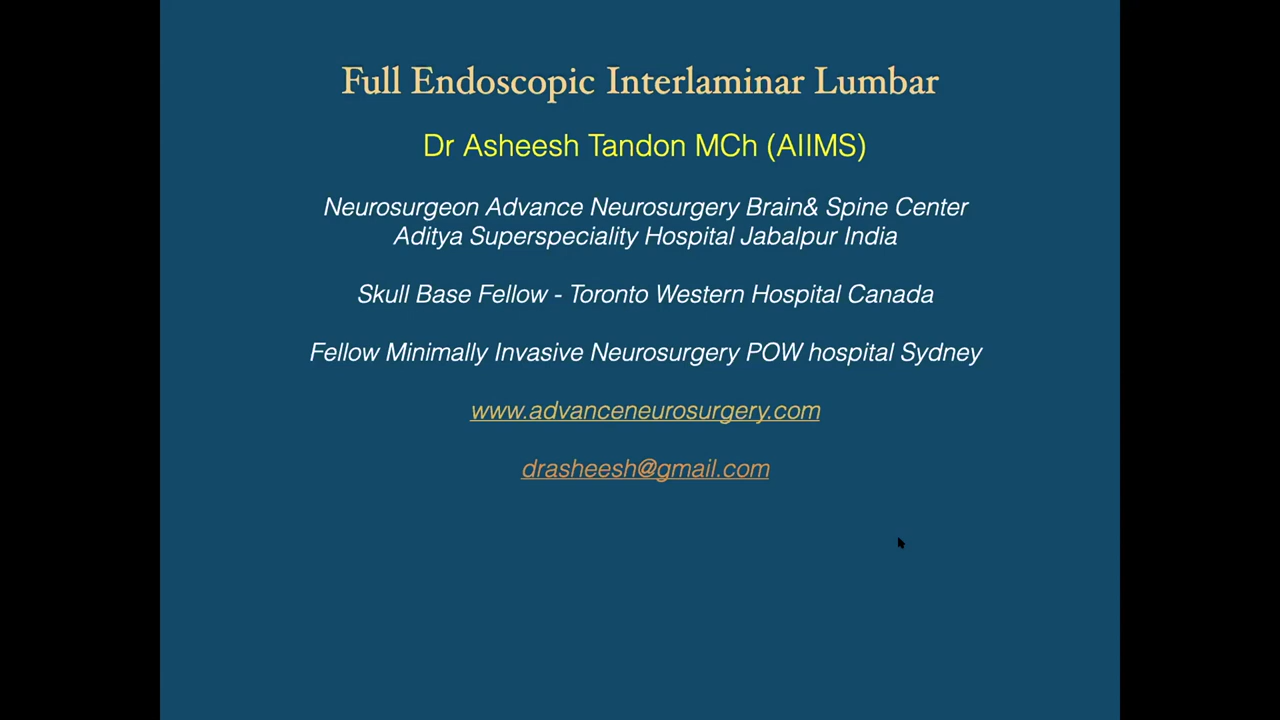 Full Endoscopic Interlaminar Lumbar
Dr Asheesh Tandon MCh (AIIMS)
Neurosurgeon Advance Neurosurgery Brain& Spine Center
Aditya Superspeciality Hospital Jabalpur India
Skull Base Fellow - Toronto Western Hospital Canada
Fellow Minimally Invasive Neurosurgery POW hospital Sydney
www.advanceneurosurgery.com
drasheesh@gmail.com